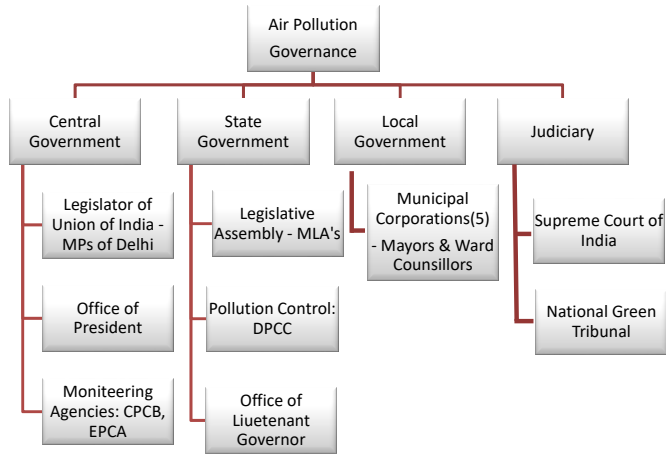 Air Pollution
Governance
Central
Government
State
Government
Local
Government
Judiciary
Legislator of
Union of India -
MPs of Delhi
Office of
President
Moniteering
Agencies: CPCB,
EPCA
Legislative
Assembly - MLA's
Pollution Control:
DPCC
Office of
Liuetenant
Governor
Municipal
Corporations(5)
- Mayors & Ward
Counsillors
Supreme Court of
India
National Green
Tribunal